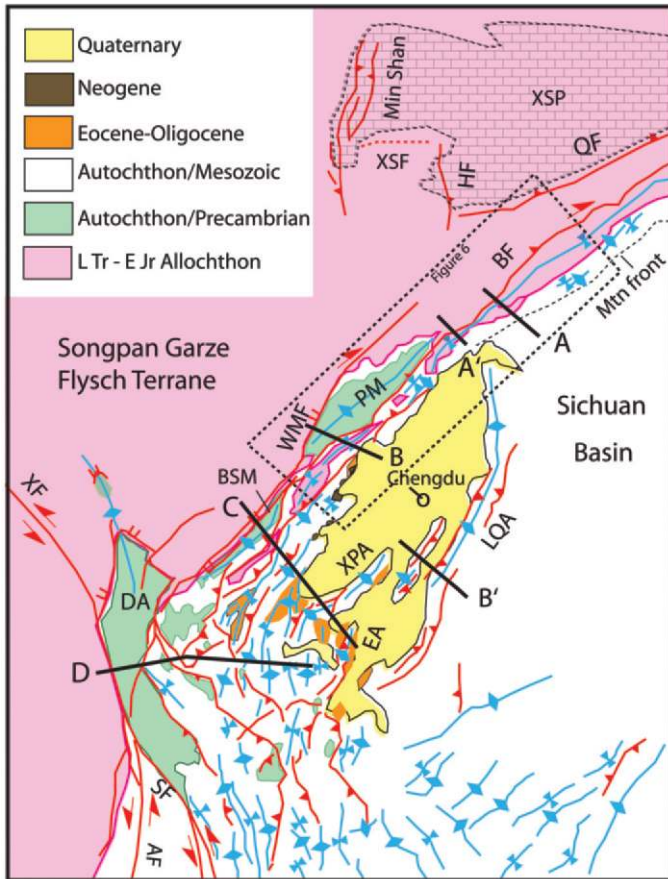 Quaternary
Neogene
Eocene-Oligocene
Autochthon/Mesozoic
Autochthon/Precambrian
L Tr - E Jr Allochthon
Min Shan
XSP
XSF
HF
QF
Figure 6
BF
Mtn front
A
A'
Songpan Garze
Flysch Terrane
PM
WMF
Sichuan
Basin
B
BSM
Chengdu
C
XF
LQA
XPA
DA
B'
EA
D
SF
AF